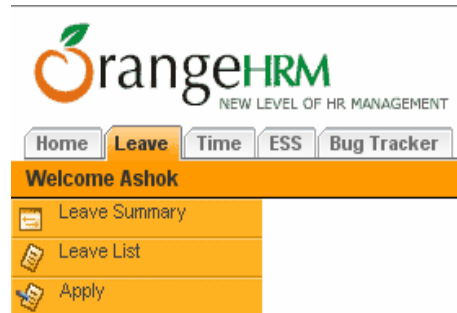 OrangeHRM
NEW LEVEL OF HR MANAGEMENT
Home Leave Time ESS Bug Tracker
Welcome Ashok
Leave Summary
Leave List
Apply